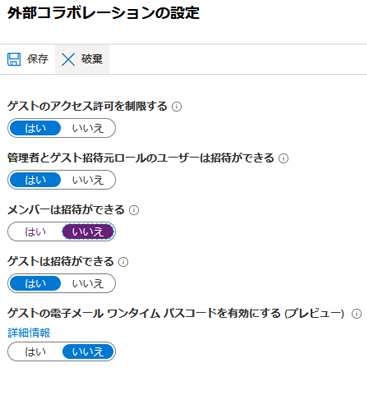 外部コラボレーションの設定
保存 破棄
ゲストのアクセス許可を制限する
はい いいえ
管理者とゲスト招待元ロールのユーザーは招待ができる
はい いいえ
メンバーは招待ができる
はい いいえ
ゲストは招待ができる
はい いいえ
ゲストの電子メール ワンタイム パスコードを有効にする (プレビュー)
詳細情報
はい いいえ